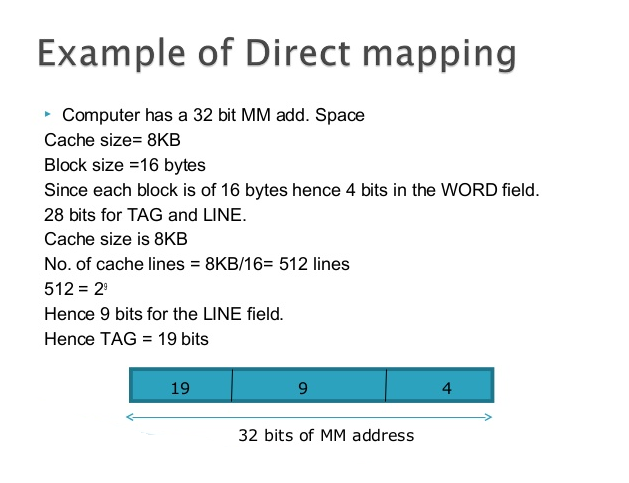 Example of Direct mapping
‣ Computer has a 32 bit MM add. Space
Cache size= 8KB
Block size =16 bytes
Since each block is of 16 bytes hence 4 bits in the WORD field.
28 bits for TAG and LINE.
Cache size is 8KB
No. of cache lines = 8KB/16= 512 lines
512 = 2⁹
Hence 9 bits for the LINE field.
Hence TAG = 19 bits
19 9 4
32 bits of MM address